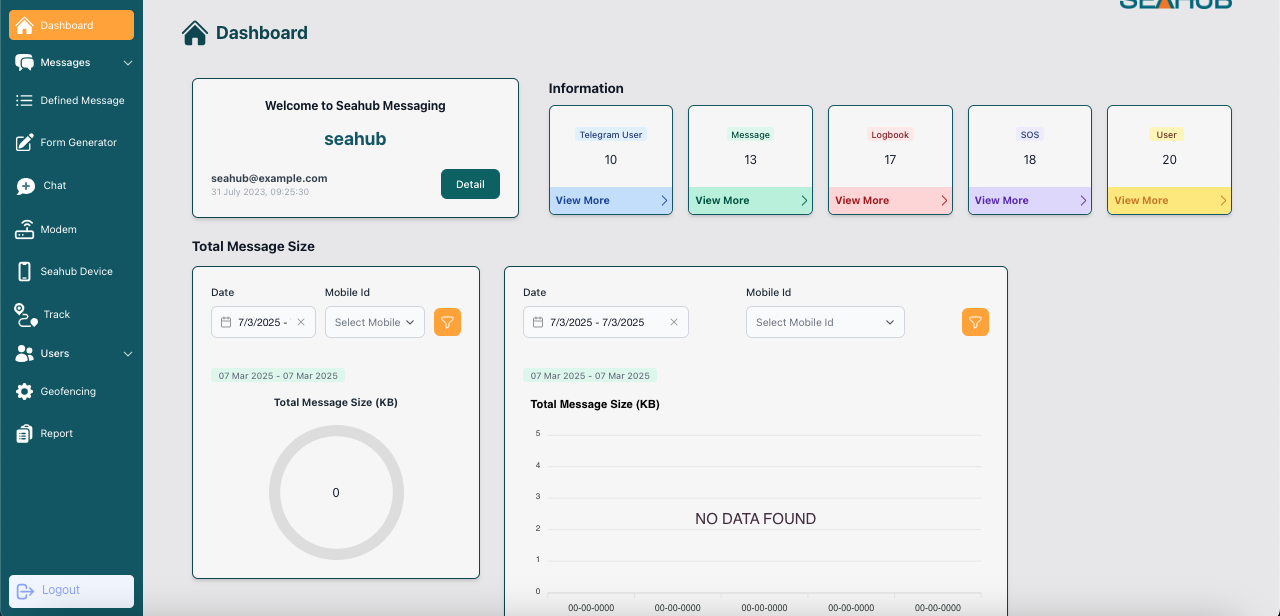 SEAHUB
Dashboard
Messages
Defined Message
Form Generator
Chat
Modem
Seahub Device
Track
Users
Geofencing
Report
Logout
Dashboard
Welcome to Seahub Messaging
seahub
seahub@example.com
31 July 2023, 09:25:30
Detail
Information
Telegram User
10
View More
Message
13
View More
Logbook
17
View More
SOS
18
View More
User
20
View More
Total Message Size
Date
Mobile Id
7/3/2025 -
Select Mobile
07 Mar 2025 - 07 Mar 2025
Total Message Size (KB)
0
Date
Mobile Id
7/3/2025 - 7/3/2025
Select Mobile Id
07 Mar 2025 - 07 Mar 2025
Total Message Size (KB)
5
4
3
2
1
0
NO DATA FOUND
00-00-0000 00-00-0000 00-00-0000 00-00-0000 00-00-0000